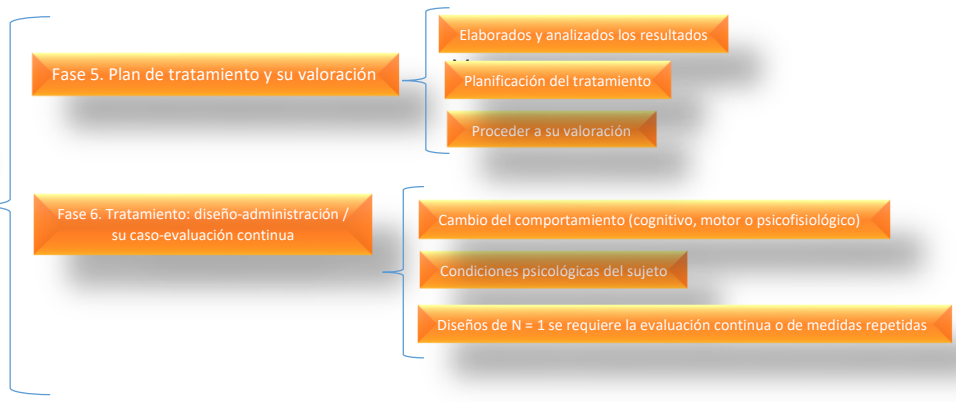 Elaborados y analizados los resultados
Fase 5. Plan de tratamiento y su valoración
Planificación del tratamiento
Proceder a su valoración
Fase 6. Tratamiento: diseño-administración /
su caso-evaluación continua
Cambio del comportamiento (cognitivo, motor o psicofisiológico)
Condiciones psicológicas del sujeto
Diseños de N = 1 se requiere la evaluación continua o de medidas repetidas